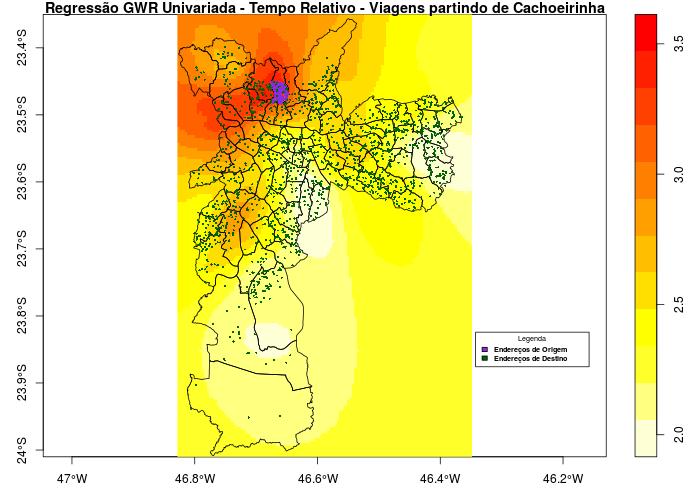 Regressão GWR Univariada - Tempo Relativo - Viagens partindo de Cachoeirinha
23.4°S
23.5°S
23.6°S
23.7°S
23.8°S
23.9°S
24°S
47°W
46.8°W
46.6°W
46.4°W
46.2°W
Legenda
Endereços de Origem
Endereços de Destino
3.5
3.0
2.5
2.0